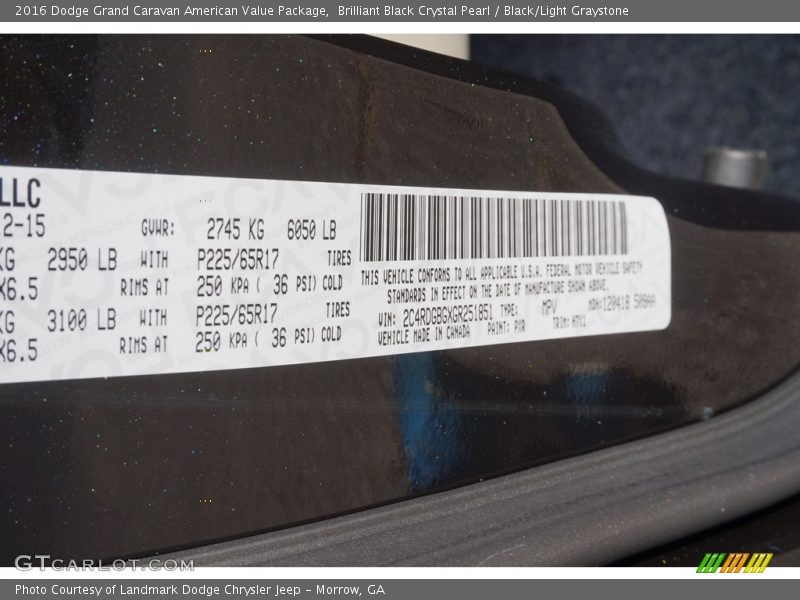 2016 Dodge Grand Caravan American Value Package,  Brilliant Black Crystal Pearl / Black/Light Graystone
LLC
2-15 GVWR: 2745 KG 6050 LB
KG 2950 LB WITH P225/65R17 TIRES
X6.5 RIMS AT 250 KPA ( 36 PSI) COLD
KG 3100 LB WITH P225/65R17 TIRES
X6.5 RIMS AT 250 KPA ( 36 PSI) COLD
THIS VEHICLE CONFORMS TO ALL APPLICABLE U.S.A. FEDERAL MOTOR VEHICLE SAFETY
STANDARDS IN EFFECT ON THE DATE OF MANUFACTURE SHOWN ABOVE.
VIN: 2C4RDGBGXGR251851 TYPE: MPV MDH:120418 509AA
VEHICLE MADE IN CANADA PAINT: PXR TRIM:
GTCARLOT.COM
Photo Courtesy of Landmark Dodge Chrysler Jeep – Morrow, GA